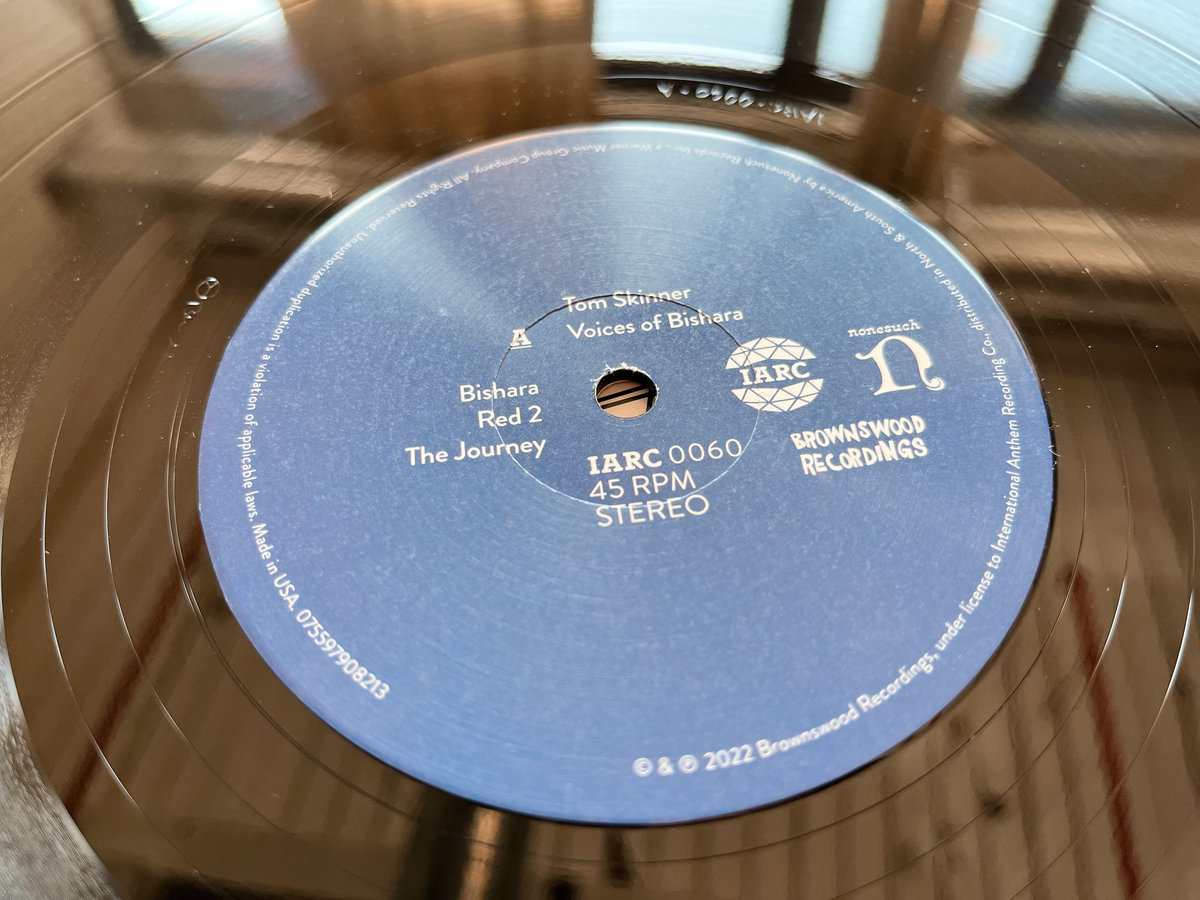 Tom Skinner
Voices of Bishara
A
Bishara
Red 2
The Journey
IARC 0060
45 RPM
STEREO
IARC
nonesuch
n
BROWNSWOOD
RECORDINGS
© & ℗ 2022 Brownswood Recordings, under license to International Anthem Recording Co., distributed in North & South America by Nonesuch Records Inc., a Warner Music Group Company. All Rights Reserved. Unauthorized duplication is a violation of applicable laws. Made in USA. 075597908213
IARC-0060-A